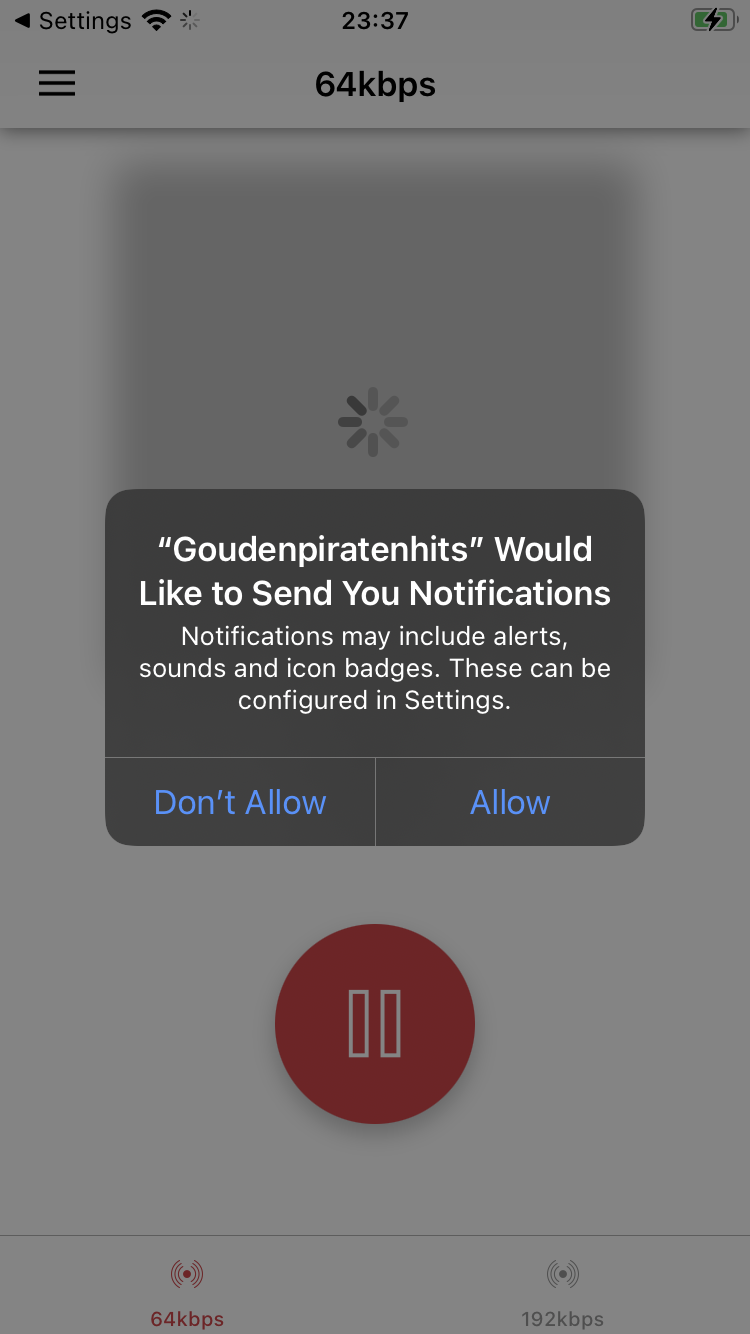 Settings
23:37
64kbps
“Goudenpiratenhits” Would
Like to Send You Notifications
Notifications may include alerts,
sounds and icon badges. These can be
configured in Settings.
Don’t Allow
Allow
64kbps
192kbps